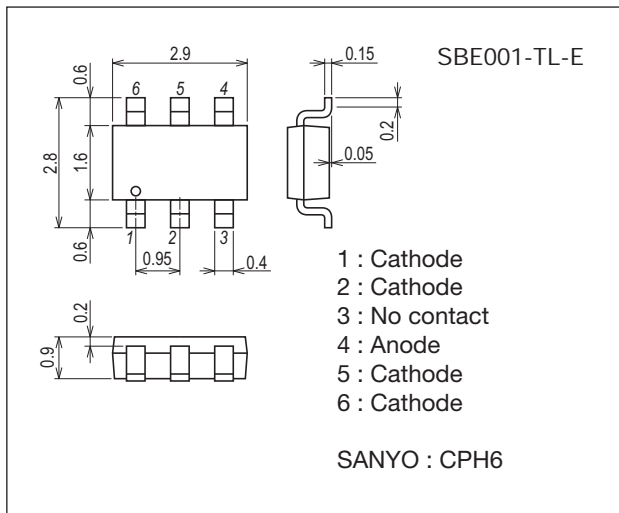 SBE001-TL-E
2.9
0.15
0.6
6
5
4
0.2
2.8
1.6
0.05
1
2
3
0.6
0.95
0.4
0.2
0.9
1 : Cathode
2 : Cathode
3 : No contact
4 : Anode
5 : Cathode
6 : Cathode
SANYO : CPH6